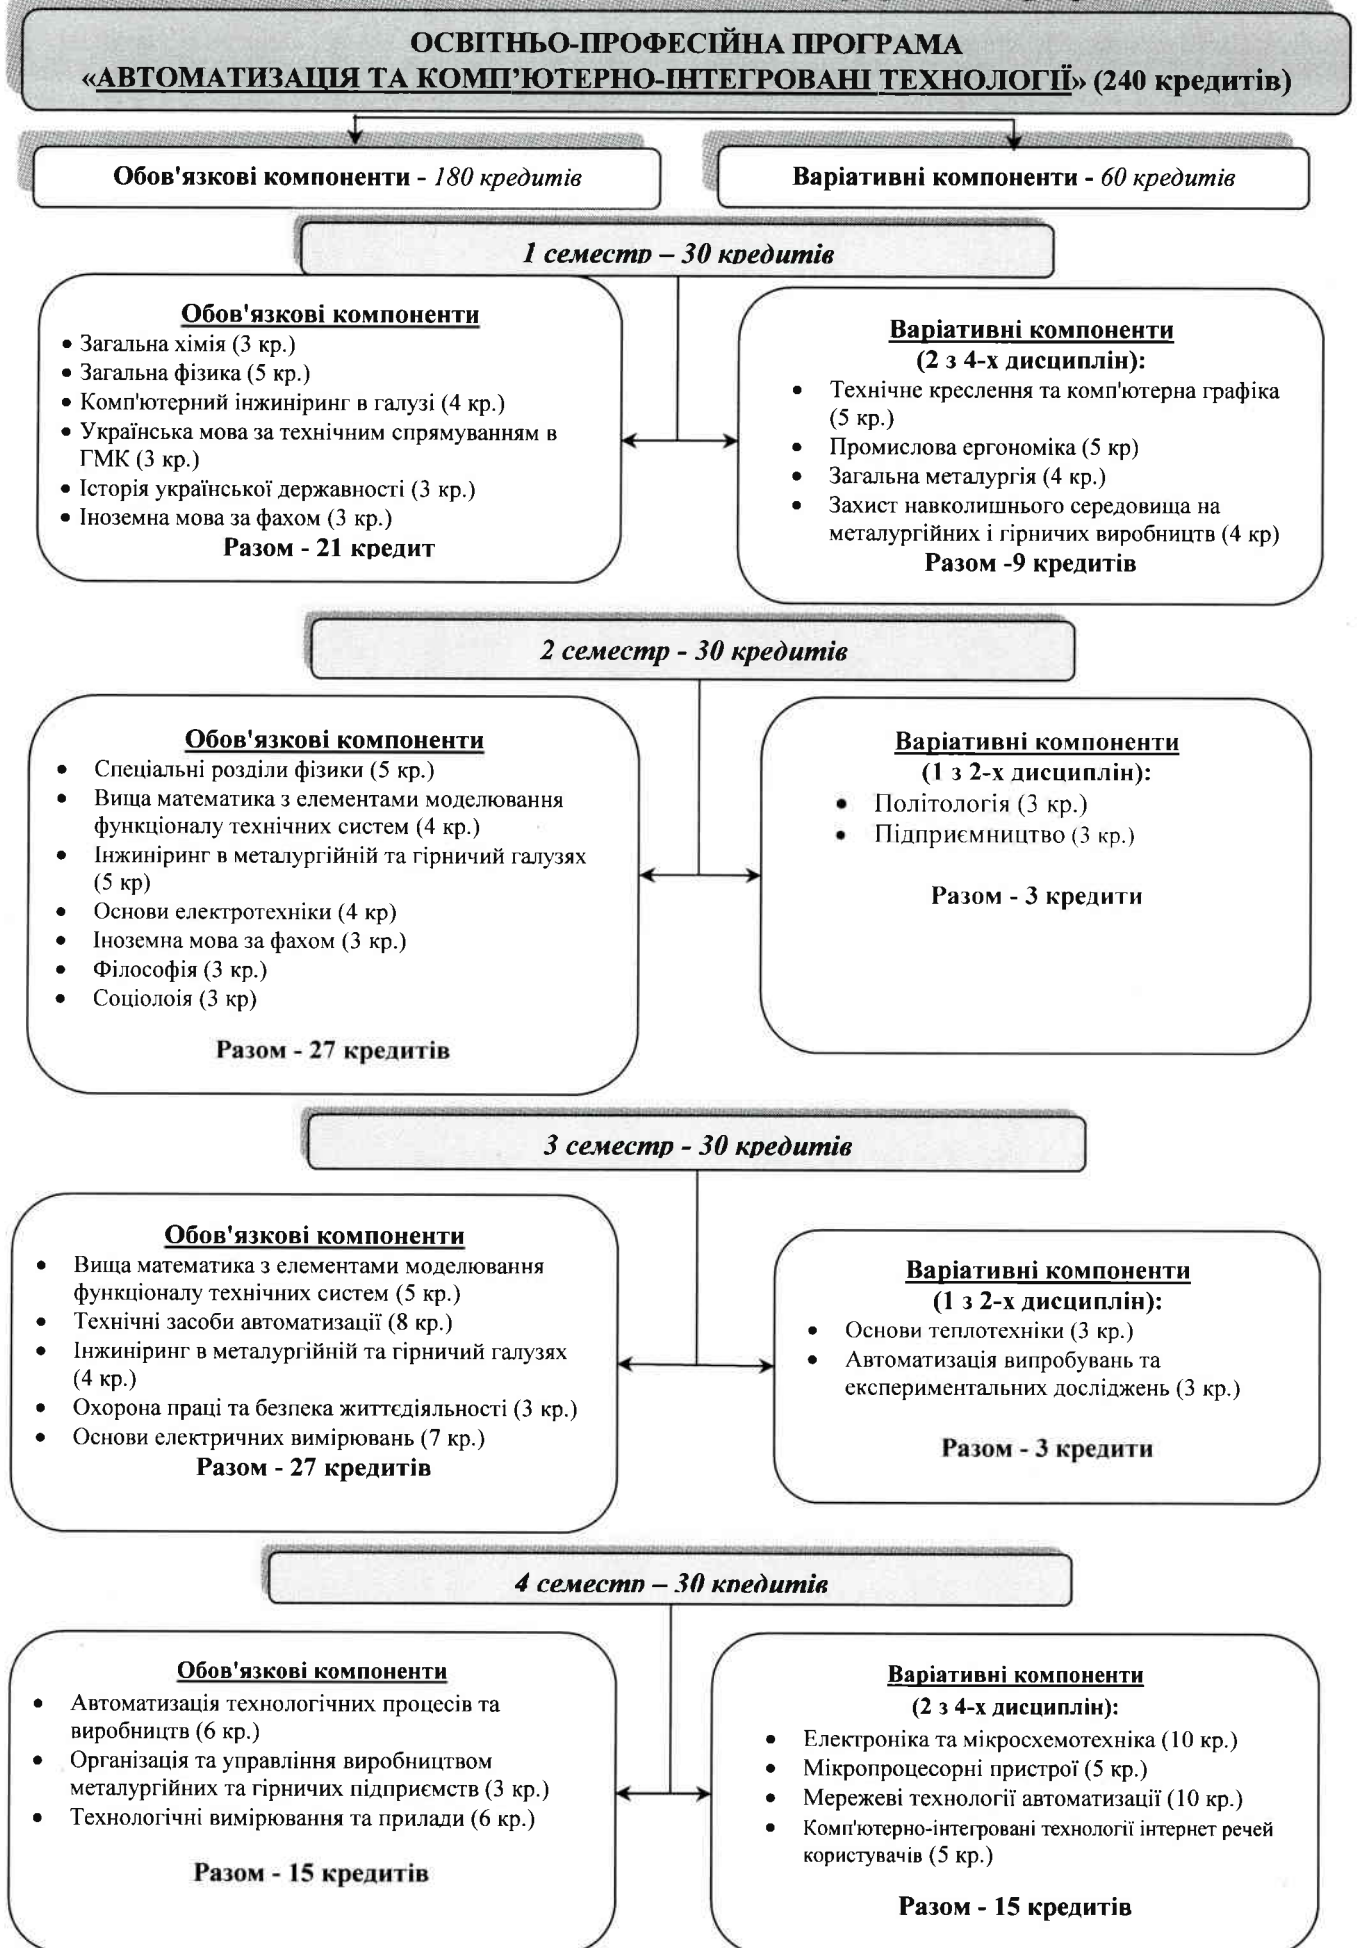 ОСВІТНЬО-ПРОФЕСІЙНА ПРОГРАМА
«АВТОМАТИЗАЦІЯ ТА КОМП’ЮТЕРНО-ІНТЕГРОВАНІ ТЕХНОЛОГІЇ» (240 кредитів)
Обов'язкові компоненти - 180 кредитів
Варіативні компоненти - 60 кредитів
1 семестр – 30 кредитів
Обов'язкові компоненти
• Загальна хімія (3 кр.)
• Загальна фізика (5 кр.)
• Комп'ютерний інжиніринг в галузі (4 кр.)
• Українська мова за технічним спрямуванням в
ГМК (3 кр.)
• Історія української державності (3 кр.)
• Іноземна мова за фахом (3 кр.)
Разом - 21 кредит
Варіативні компоненти
(2 з 4-х дисциплін):
• Технічне креслення та комп'ютерна графіка
(5 кр.)
• Промислова ергономіка (5 кр)
• Загальна металургія (4 кр.)
• Захист навколишнього середовища на
металургійних і гірничих виробництв (4 кр)
Разом -9 кредитів
2 семестр - 30 кредитів
Обов'язкові компоненти
• Спеціальні розділи фізики (5 кр.)
• Вища математика з елементами моделювання
функціоналу технічних систем (4 кр.)
• Інжиніринг в металургійній та гірничий галузях
(5 кр)
• Основи електротехніки (4 кр)
• Іноземна мова за фахом (3 кр.)
• Філософія (3 кр.)
• Соціолоія (3 кр)
Разом - 27 кредитів
Варіативні компоненти
(1 з 2-х дисциплін):
• Політологія (3 кр.)
• Підприємництво (3 кр.)
Разом - 3 кредити
3 семестр - 30 кредитів
Обов'язкові компоненти
• Вища математика з елементами моделювання
функціоналу технічних систем (5 кр.)
• Технічні засоби автоматизації (8 кр.)
• Інжиніринг в металургійній та гірничий галузях
(4 кр.)
• Охорона праці та безпека життєдіяльності (3 кр.)
• Основи електричних вимірювань (7 кр.)
Разом - 27 кредитів
Варіативні компоненти
(1 з 2-х дисциплін):
• Основи теплотехніки (3 кр.)
• Автоматизація випробувань та
експериментальних досліджень (3 кр.)
Разом - 3 кредити
4 семестр – 30 кредитів
Обов'язкові компоненти
• Автоматизація технологічних процесів та
виробництв (6 кр.)
• Організація та управління виробництвом
металургійних та гірничих підприємств (3 кр.)
• Технологічні вимірювання та прилади (6 кр.)
Разом - 15 кредитів
Варіативні компоненти
(2 з 4-х дисциплін):
• Електроніка та мікросхемотехніка (10 кр.)
• Мікропроцесорні пристрої (5 кр.)
• Мережеві технології автоматизації (10 кр.)
• Комп'ютерно-інтегровані технології інтернет речей
користувачів (5 кр.)
Разом - 15 кредитів